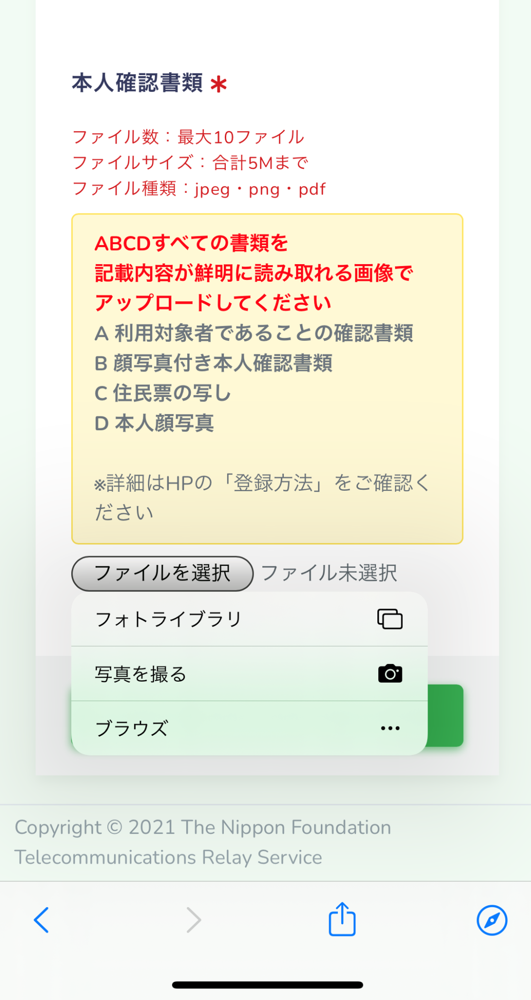 本人確認書類 *
ファイル数：最大10ファイル
ファイルサイズ：合計5Mまで
ファイル種類：jpeg・png・pdf
ABCDすべての書類を
記載内容が鮮明に読み取れる画像で
アップロードしてください
A 利用対象者であることの確認書類
B 顔写真付き本人確認書類
C 住民票の写し
D 本人顔写真
※詳細はHPの「登録方法」をご確認く
ださい
ファイルを選択 ファイル未選択
フォトライブラリ
写真を撮る
ブラウズ
Copyright © 2021 The Nippon Foundation
Telecommunications Relay Service